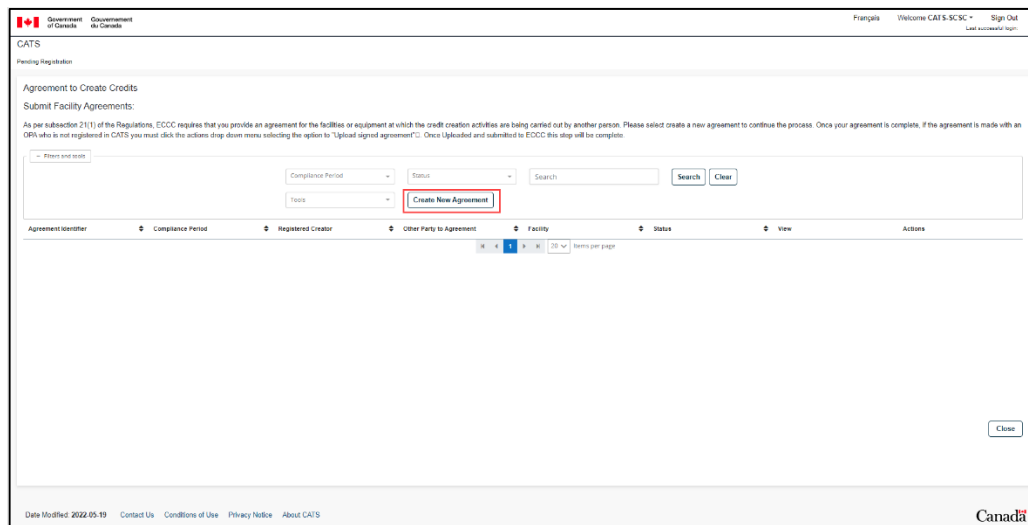 Government Gouvernement
of Canada du Canada
Français Welcome CATS-SCSC Sign Out
Last successful login:
CATS
Pending Registration
Agreement to Create Credits
Submit Facility Agreements:
As per subsection 21(1) of the Regulations, ECCC requires that you provide an agreement for the facilities or equipment at which the credit creation activities are being carried out by another person. Please select create a new agreement to continue the process. Once your agreement is complete, if the agreement is made with an
OPA who is not registered in CATS you must click the actions drop down menu selecting the option to "Upload signed agreement"□. Once Uploaded and submitted to ECCC this step will be complete.
− Filters and tools
Compliance Period Status Search Search Clear
Tools Create New Agreement
Agreement Identifier Compliance Period Registered Creator Other Party to Agreement Facility Status View Actions
1 20 items per page
Close
Date Modified: 2022-05-19 Contact Us Conditions of Use Privacy Notice About CATS
Canada